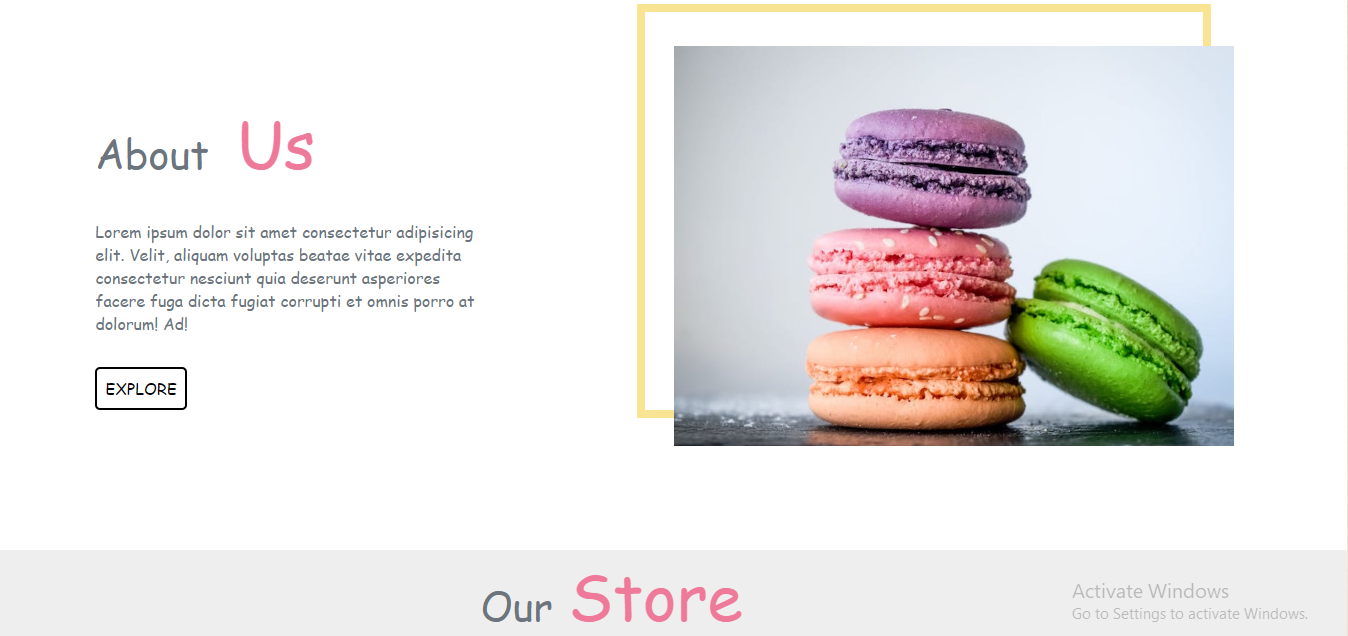 About Us
Lorem ipsum dolor sit amet consectetur adipisicing
elit. Velit, aliquam voluptas beatae vitae expedita
consectetur nesciunt quia deserunt asperiores
facere fuga dicta fugiat corrupti et omnis porro at
dolorum! Ad!
EXPLORE
Our Store
Activate Windows
Go to Settings to activate Windows.